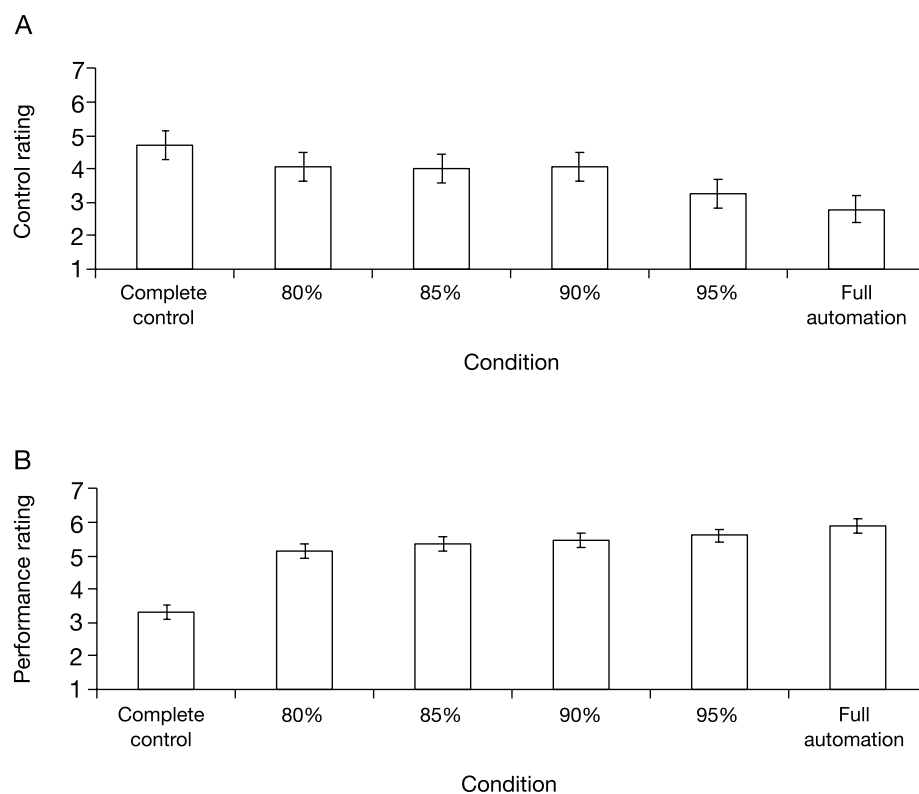 A
Control rating
7
6
5
4
3
2
1
Complete control
80%
85%
90%
95%
Full automation
Condition
B
Performance rating
7
6
5
4
3
2
1
Complete control
80%
85%
90%
95%
Full automation
Condition